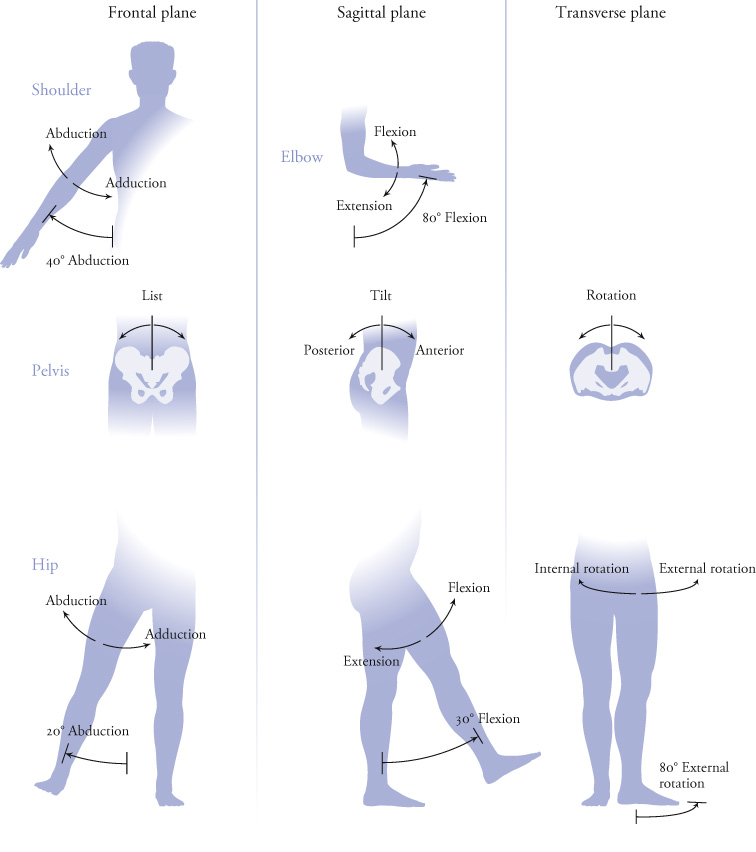 Frontal plane
Sagittal plane
Transverse plane
Shoulder
Abduction
Adduction
40° Abduction
Elbow
Flexion
Extension
80° Flexion
Pelvis
List
Tilt
Posterior
Anterior
Rotation
Hip
Abduction
Adduction
20° Abduction
Flexion
Extension
30° Flexion
Internal rotation
External rotation
80° External
rotation